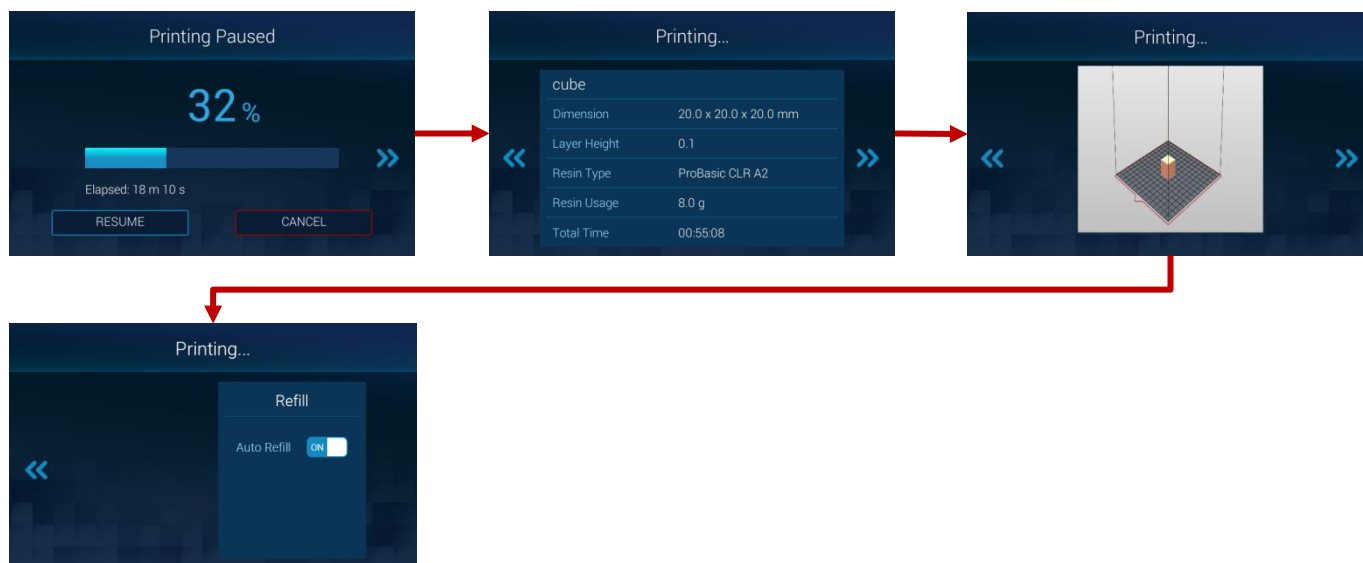 Printing Paused
32 %
Elapsed: 18 m 10 s
RESUME CANCEL
Printing...
cube
Dimension 20.0 x 20.0 x 20.0 mm
Layer Height 0.1
Resin Type ProBasic CLR A2
Resin Usage 8.0 g
Total Time 00:55:08
Printing...
Printing...
Refill
Auto Refill ON